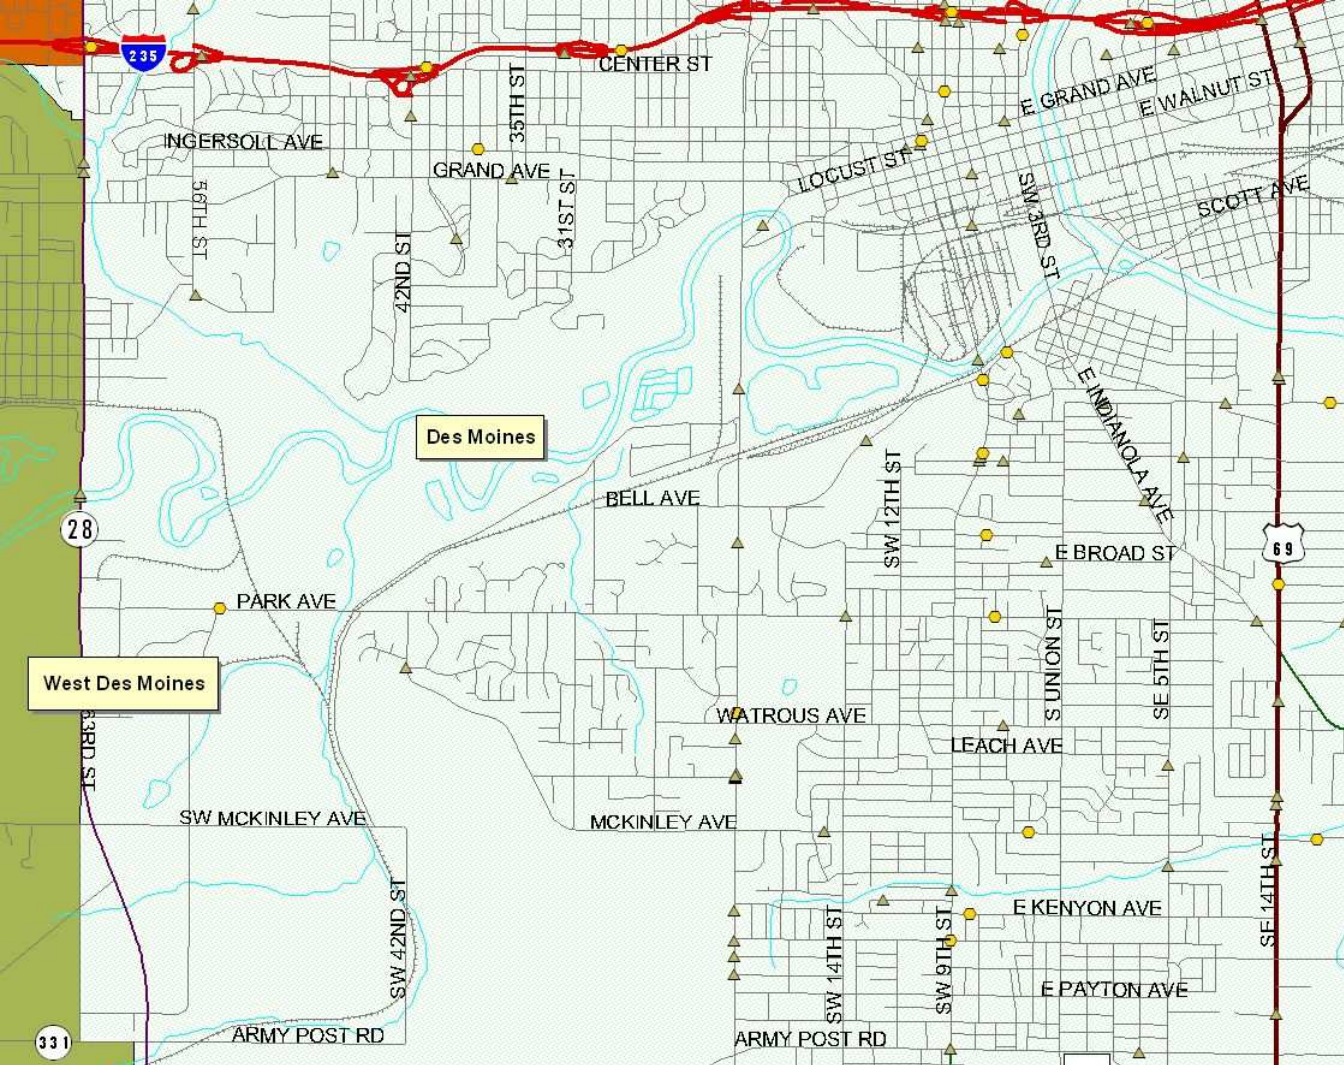 235
CENTER ST
35TH ST
E GRAND AVE
E WALNUT ST
INGERSOLL AVE
GRAND AVE
LOCUST ST
56TH ST
31ST ST
SW 3RD ST
SCOTT AVE
42ND ST
E INDIANOLA AVE
Des Moines
BELL AVE
SW 12TH ST
28
69
E BROAD ST
PARK AVE
S UNION ST
SE 5TH ST
West Des Moines
63RD ST
WATROUS AVE
LEACH AVE
SW MCKINLEY AVE
MCKINLEY AVE
SE 14TH ST
SW 42ND ST
SW 14TH ST
SW 9TH ST
E KENYON AVE
E PAYTON AVE
331
ARMY POST RD
ARMY POST RD